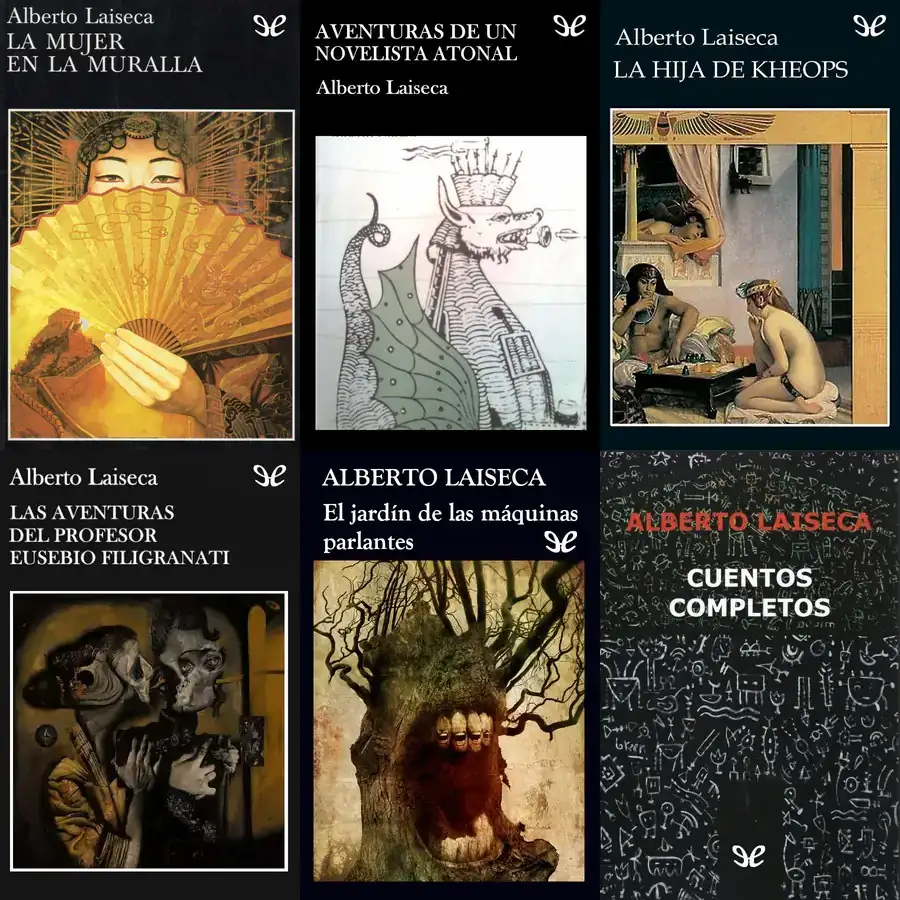 Alberto Laiseca
LA MUJER
EN LA MURALLA
AVENTURAS DE UN
NOVELISTA ATONAL
Alberto Laiseca
Alberto Laiseca
LA HIJA DE KHEOPS
Alberto Laiseca
LAS AVENTURAS
DEL PROFESOR
EUSEBIO FILIGRANATI
ALBERTO LAISECA
El jardín de las máquinas
parlantes
ALBERTO LAISECA
CUENTOS
COMPLETOS